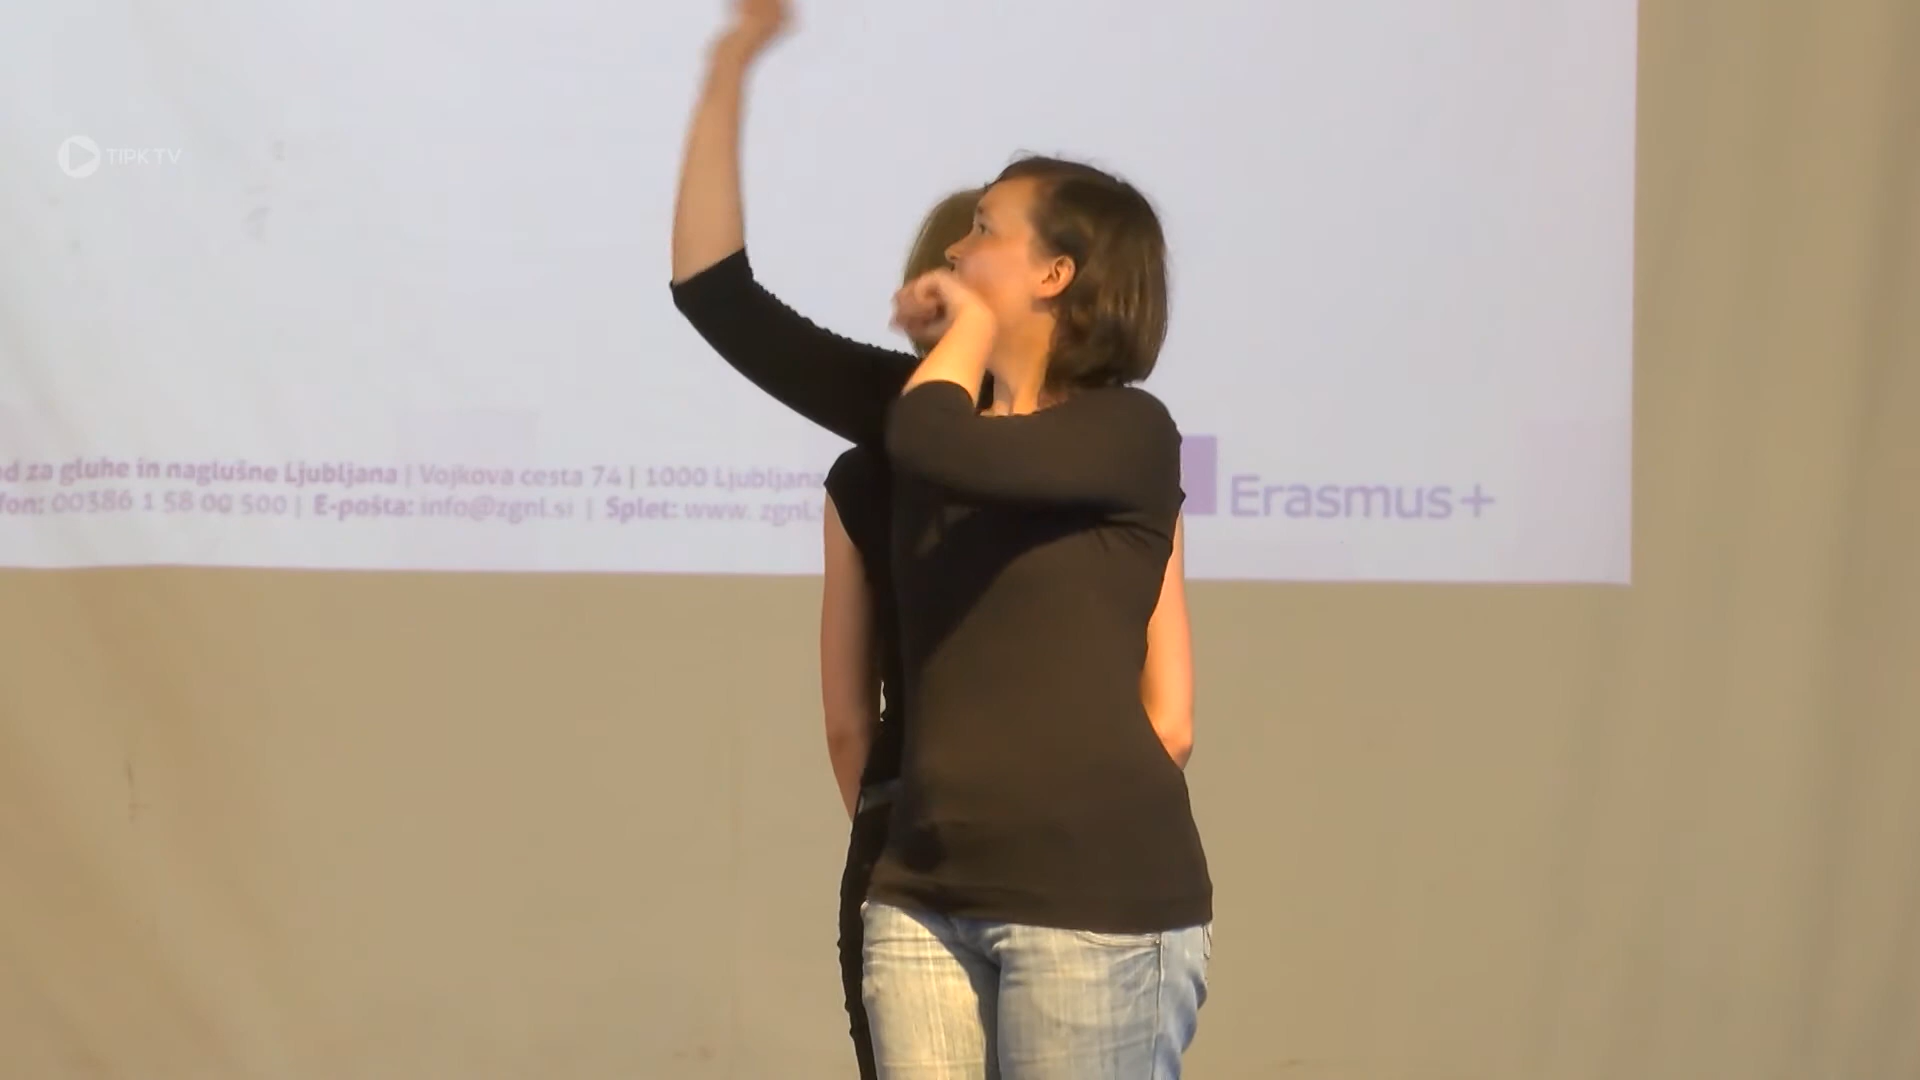 TIPK TV
d za gluhe in naglušne Ljubljana | Vojkova cesta 74 | 1000 Ljubljana
fon: 00386 1 58 00 500 | E-pošta: info@zgnl.si | Splet: www. zgnl.s
Erasmus+